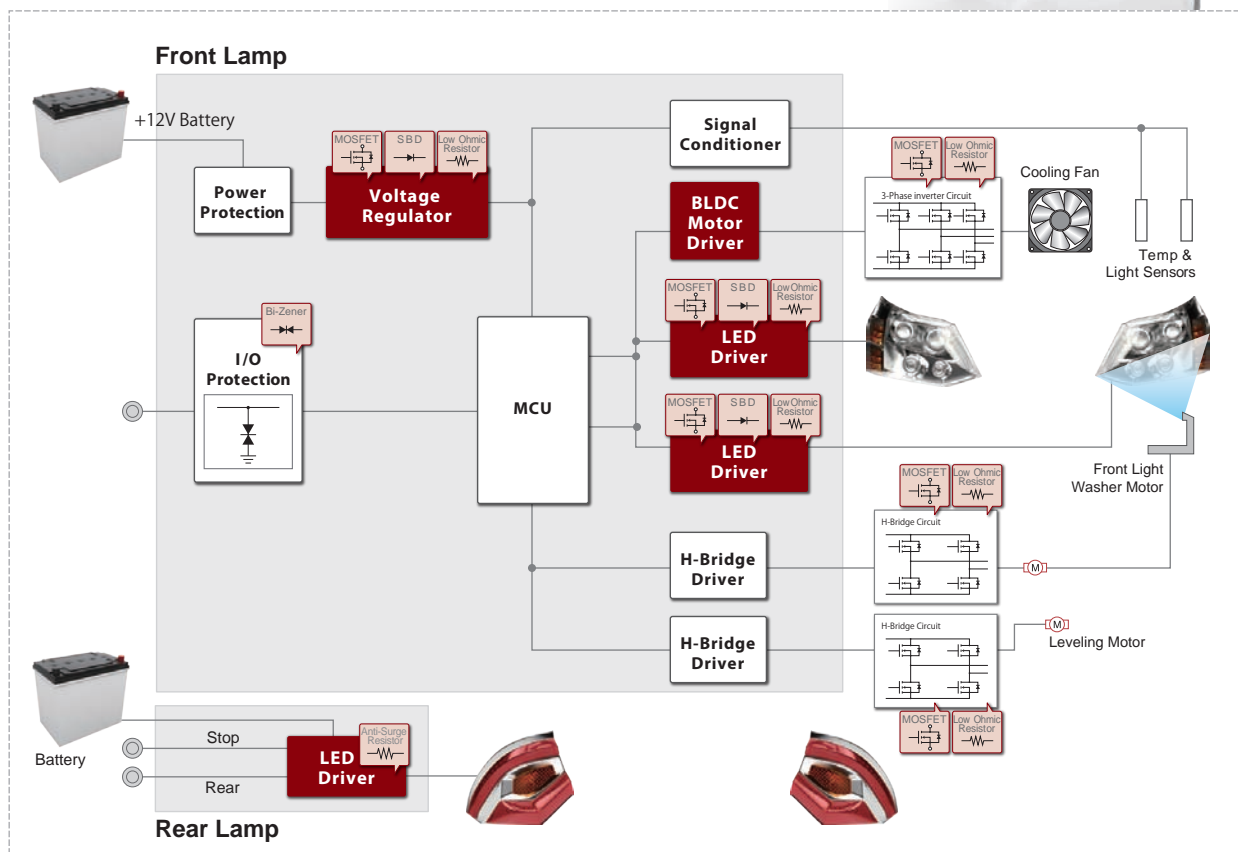 Front Lamp
+12V Battery
Power
Protection
MOSFET
SBD
Low Ohmic
Resistor
Voltage
Regulator
Signal
Conditioner
BLDC
Motor
Driver
MOSFET
Low Ohmic
Resistor
3-Phase inverter Circuit
Cooling Fan
Temp &
Light Sensors
Bi-Zener
I/O
Protection
MCU
MOSFET
SBD
Low Ohmic
Resistor
LED
Driver
MOSFET
SBD
Low Ohmic
Resistor
LED
Driver
Front Light
Washer Motor
MOSFET
Low Ohmic
Resistor
H-Bridge Circuit
H-Bridge
Driver
M
H-Bridge
Driver
H-Bridge Circuit
M
Leveling Motor
MOSFET
Low Ohmic
Resistor
Battery
Stop
Rear
Anti-Surge
Resistor
LED
Driver
Rear Lamp